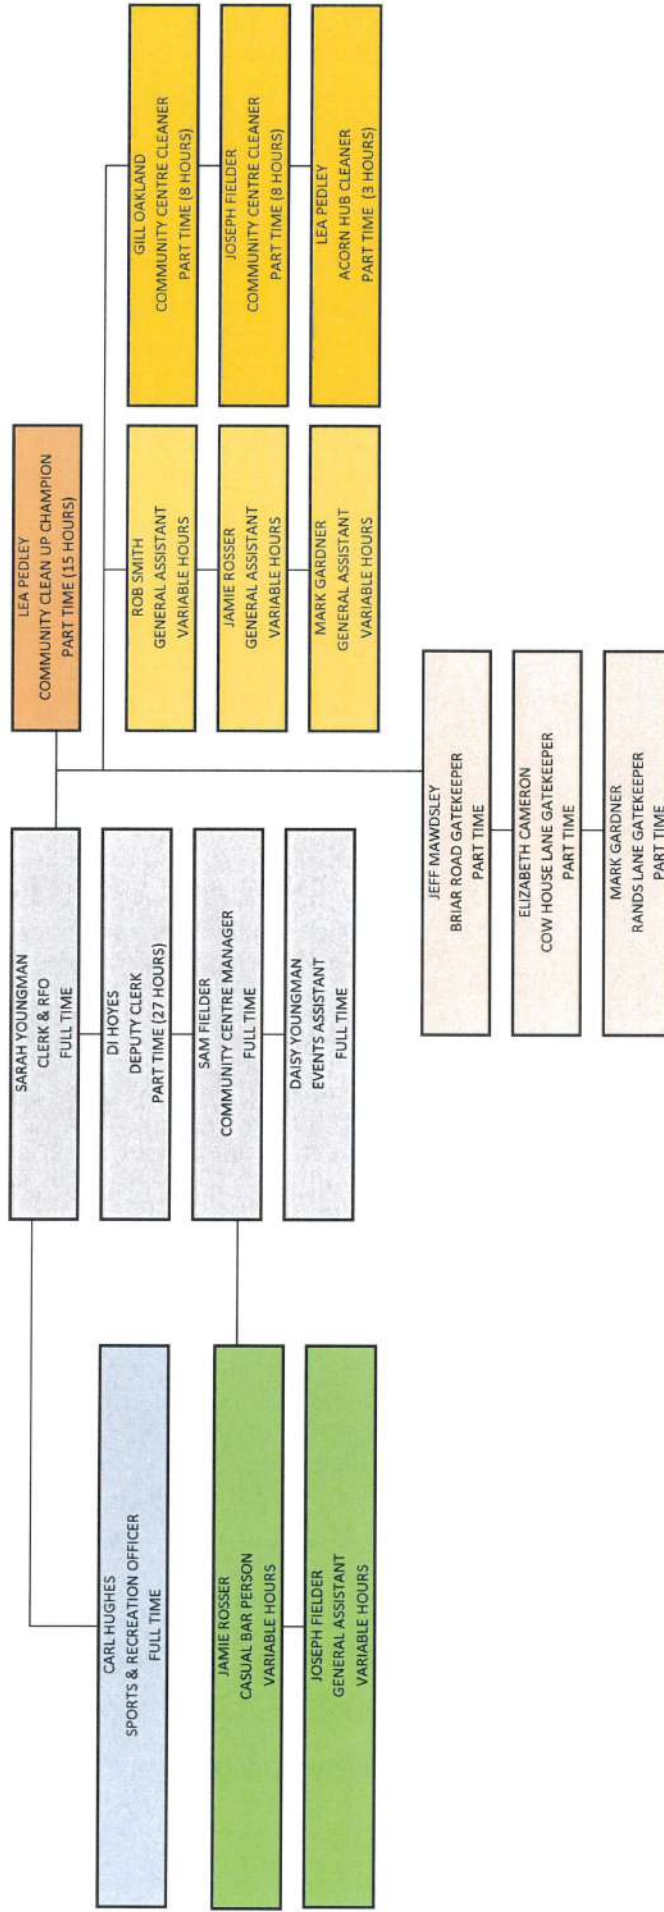 CARL HUGHES
SPORTS & RECREATION OFFICER
FULL TIME
JAMIE ROSSER
CASUAL BAR PERSON
VARIABLE HOURS
JOSEPH FIELDER
GENERAL ASSISTANT
VARIABLE HOURS
SARAH YOUNGMAN
CLERK & RFO
FULL TIME
DI HOYES
DEPUTY CLERK
PART TIME (27 HOURS)
SAM FIELDER
COMMUNITY CENTRE MANAGER
FULL TIME
DAISY YOUNGMAN
EVENTS ASSISTANT
FULL TIME
JEFF MAWDSLEY
BRIAR ROAD GATEKEEPER
PART TIME
ELIZABETH CAMERON
COW HOUSE LANE GATEKEEPER
PART TIME
MARK GARDNER
RANDS LANE GATEKEEPER
PART TIME
LEA PEDLEY
COMMUNITY CLEAN UP CHAMPION
PART TIME (15 HOURS)
ROB SMITH
GENERAL ASSISTANT
VARIABLE HOURS
JAMIE ROSSER
GENERAL ASSISTANT
VARIABLE HOURS
MARK GARDNER
GENERAL ASSISTANT
VARIABLE HOURS
GILL OAKLAND
COMMUNITY CENTRE CLEANER
PART TIME (8 HOURS)
JOSEPH FIELDER
COMMUNITY CENTRE CLEANER
PART TIME (8 HOURS)
LEA PEDLEY
ACORN HUB CLEANER
PART TIME (3 HOURS)